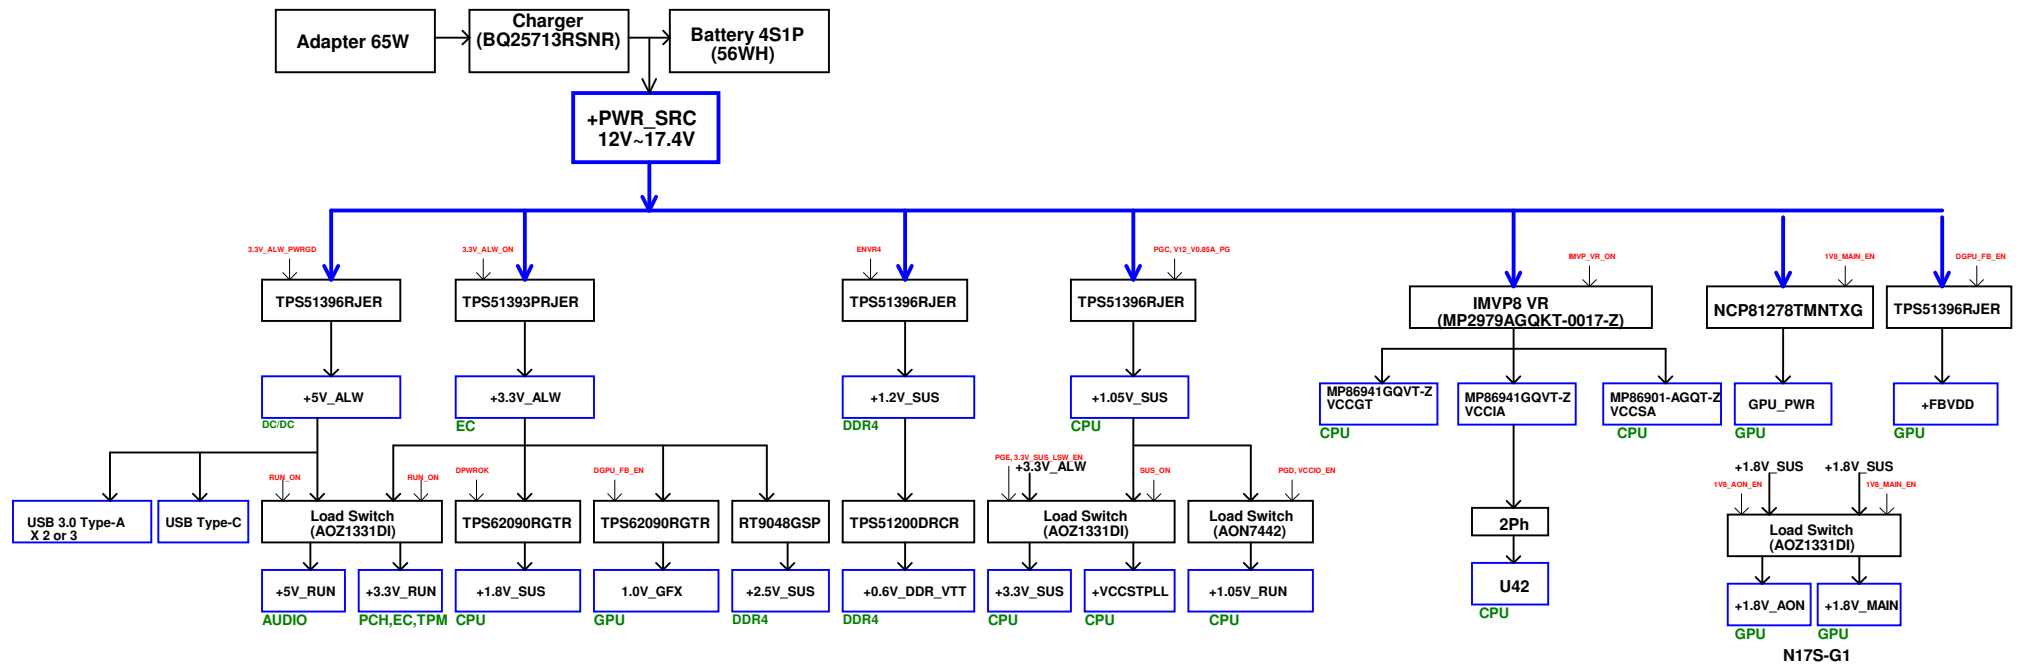 Adapter 65W
Charger
(BQ25713RSNR)
Battery 4S1P
(56WH)
+PWR_SRC
12V~17.4V
3.3V_ALW_PWRGD
3.3V_ALW_ON
ENVR4
PGC, V12_V0.85A_PG
IMVP_VR_ON
1V8_MAIN_EN
DGPU_FB_EN
TPS51396RJER
TPS51393PRJER
TPS51396RJER
TPS51396RJER
IMVP8 VR
(MP2979AGQKT-0017-Z)
NCP81278TMNTXG
TPS51396RJER
+5V_ALW
DC/DC
+3.3V_ALW
EC
+1.2V_SUS
DDR4
+1.05V_SUS
CPU
MP86941GQVT-Z
VCCGT
CPU
MP86941GQVT-Z
VCCIA
MP86901-AGQT-Z
VCCSA
CPU
GPU_PWR
GPU
+FBVDD
GPU
RUN_ON
RUN_ON
DPWROK
DGPU_FB_EN
PGE, 3.3V_SUS_LSW_EN
+3.3V_ALW
SUS_ON
PGD, VCCIO_EN
+1.8V_SUS
+1.8V_SUS
1V8_AON_EN
1V8_MAIN_EN
USB 3.0 Type-A
X 2 or 3
USB Type-C
Load Switch
(AOZ1331DI)
TPS62090RGTR
TPS62090RGTR
RT9048GSP
TPS51200DRCR
Load Switch
(AOZ1331DI)
Load Switch
(AON7442)
2Ph
Load Switch
(AOZ1331DI)
+5V_RUN
AUDIO
+3.3V_RUN
PCH,EC,TPM
+1.8V_SUS
CPU
1.0V_GFX
GPU
+2.5V_SUS
DDR4
+0.6V_DDR_VTT
DDR4
+3.3V_SUS
CPU
+VCCSTPLL
CPU
+1.05V_RUN
CPU
U42
CPU
+1.8V_AON
GPU
+1.8V_MAIN
GPU
N17S-G1